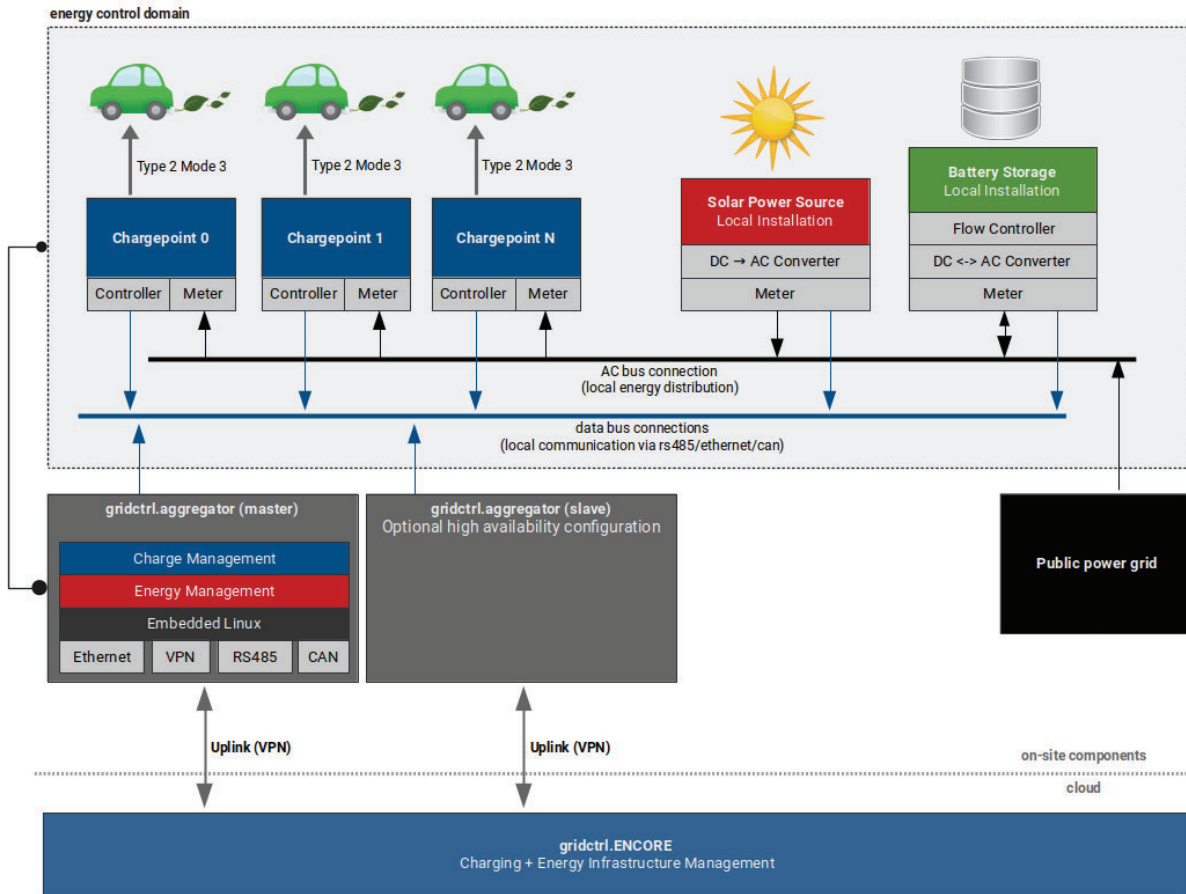 energy control domain
Type 2 Mode 3
Type 2 Mode 3
Type 2 Mode 3
Chargepoint 0
Controller
Meter
Chargepoint 1
Controller
Meter
Chargepoint N
Controller
Meter
Solar Power Source
Local Installation
DC → AC Converter
Meter
Battery Storage
Local Installation
Flow Controller
DC <-> AC Converter
Meter
AC bus connection
(local energy distribution)
data bus connections
(local communication via rs485/ethernet/can)
gridctrl.aggregator (master)
Charge Management
Energy Management
Embedded Linux
Ethernet
VPN
RS485
CAN
gridctrl.aggregator (slave)
Optional high availability configuration
Public power grid
Uplink (VPN)
Uplink (VPN)
on-site components
cloud
gridctrl.ENCORE
Charging + Energy Infrastructure Management